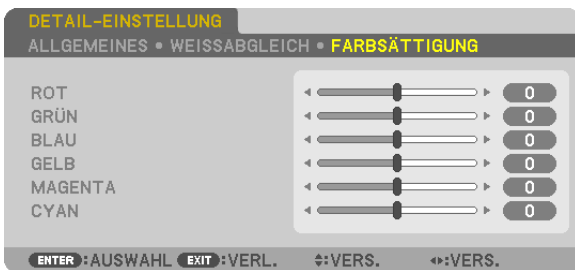 DETAIL-EINSTELLUNG
ALLGEMEINES • WEISSABGLEICH • FARBSÄTTIGUNG
ROT 0
GRÜN 0
BLAU 0
GELB 0
MAGENTA 0
CYAN 0
ENTER :AUSWAHL EXIT :VERL. :VERS. :VERS.